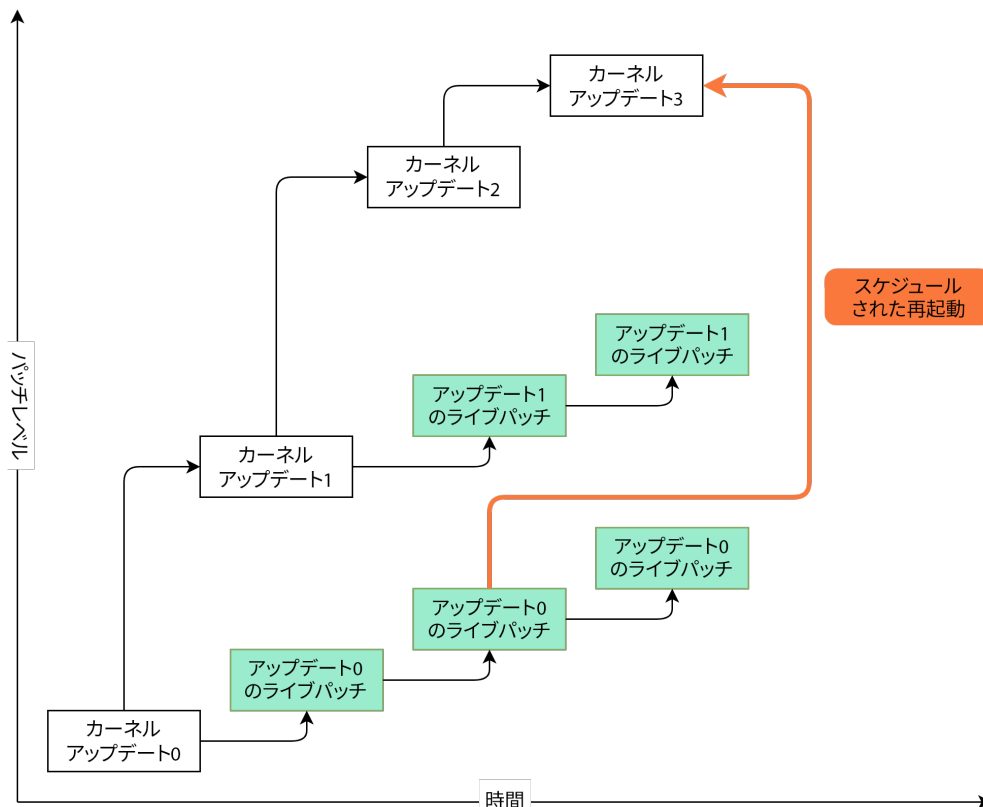 カーネル
アップデート3
カーネル
アップデート2
スケジュール
された再起動
アップデート1
のライブパッチ
パッチレベル
アップデート1
のライブパッチ
カーネル
アップデート1
アップデート0
のライブパッチ
アップデート0
のライブパッチ
アップデート0
のライブパッチ
カーネル
アップデート0
時間